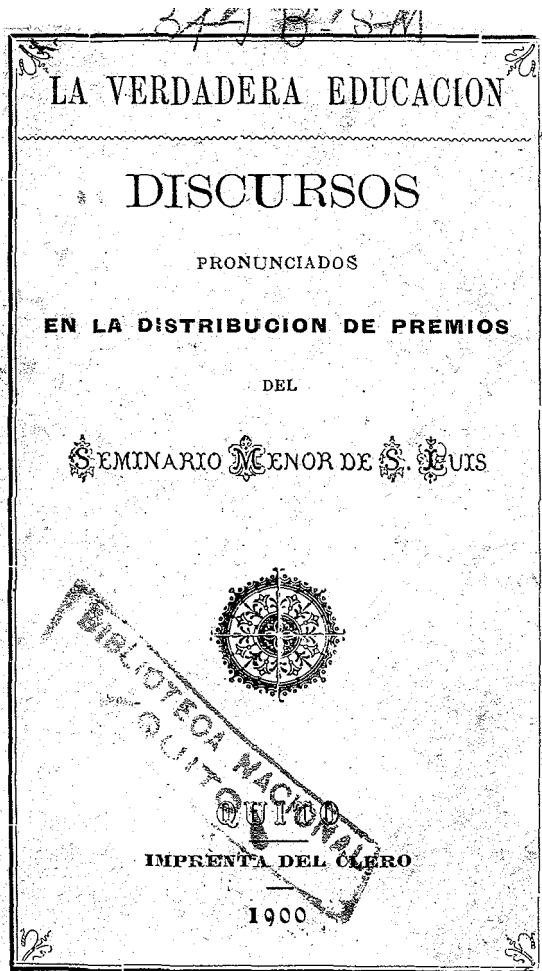 LA VERDADERA EDUCACION
DISCURSOS
PRONUNCIADOS
EN LA DISTRIBUCION DE PREMIOS
DEL
SEMINARIO MENOR DE S. LUIS
BIBLIOTECA NACIONAL
QUITO
QUITO
IMPRENTA DEL CLERO
1900